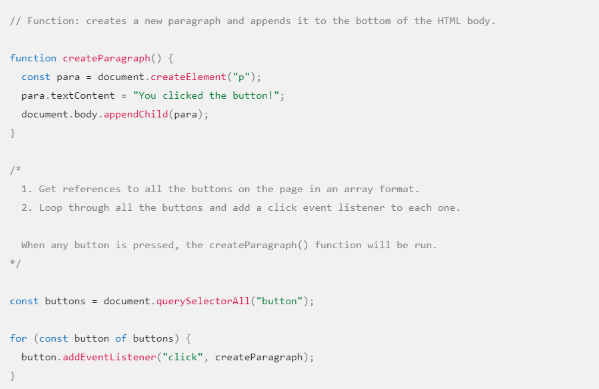 // Function: creates a new paragraph and appends it to the bottom of the HTML body.
function createParagraph() {
const para = document.createElement("p");
para.textContent = "You clicked the button!";
document.body.appendChild(para);
}
/*
1. Get references to all the buttons on the page in an array format.
2. Loop through all the buttons and add a click event listener to each one.
When any button is pressed, the createParagraph() function will be run.
*/
const buttons = document.querySelectorAll("button");
for (const button of buttons) {
button.addEventListener("click", createParagraph);
}